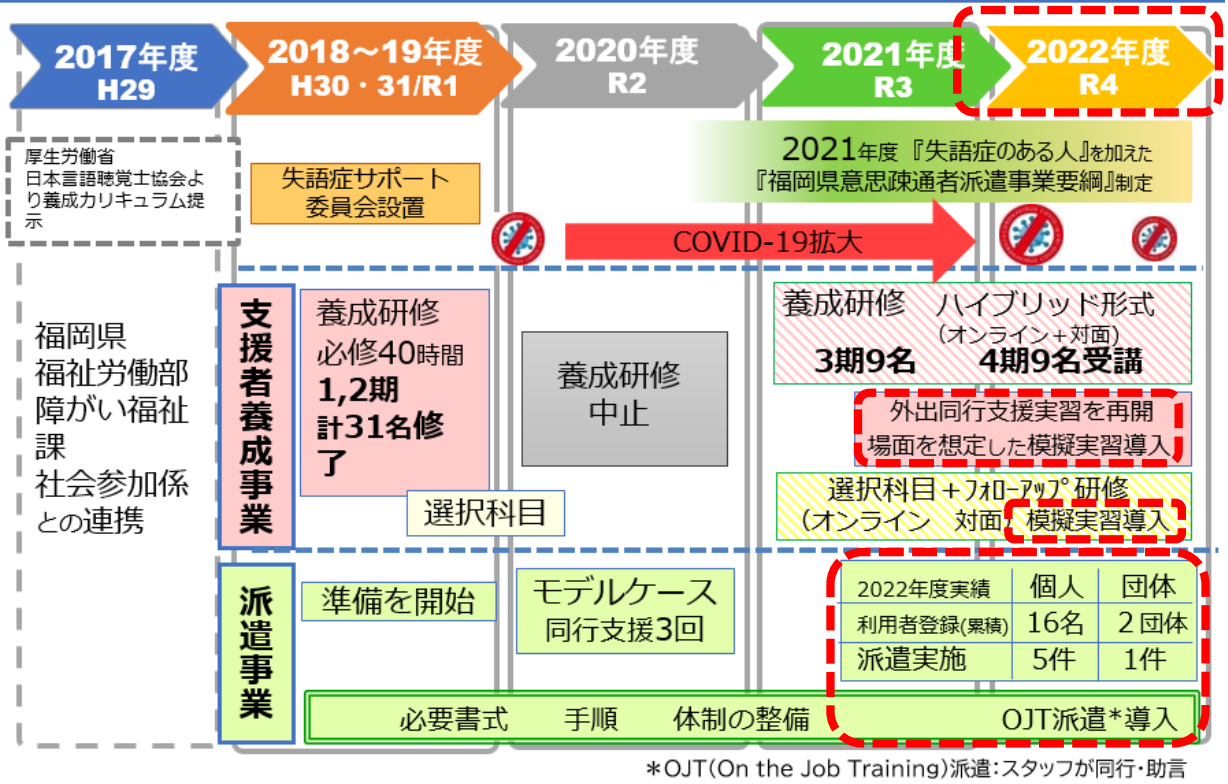 2017年度
H29
2018～19年度
H30・31/R1
2020年度
R2
2021年度
R3
2022年度
R4
厚生労働省
日本言語聴覚士協会よ
り養成カリキュラム提
示
失語症サポート
委員会設置
2021年度『失語症のある人』を加えた
『福岡県意思疎通者派遣事業要綱』制定
COVID-19拡大
福岡県
福祉労働部
障がい福祉
課
社会参加係
との連携
支援者養成事業
養成研修
必修40時間
1,2期
計31名修
了
選択科目
養成研修
中止
養成研修 ハイブリッド形式
(オンライン＋対面)
3期9名 4期9名受講
外出同行支援実習を再開
場面を想定した模擬実習導入
選択科目＋フォローアップ研修
(オンライン 対面) 模擬実習導入
派遣事業
準備を開始
モデルケース
同行支援3回
2022年度実績 個人 団体
利用者登録(累積) 16名 2団体
派遣実施 5件 1件
必要書式 手順 体制の整備 OJT派遣*導入
*OJT(On the Job Training)派遣:スタッフが同行・助言